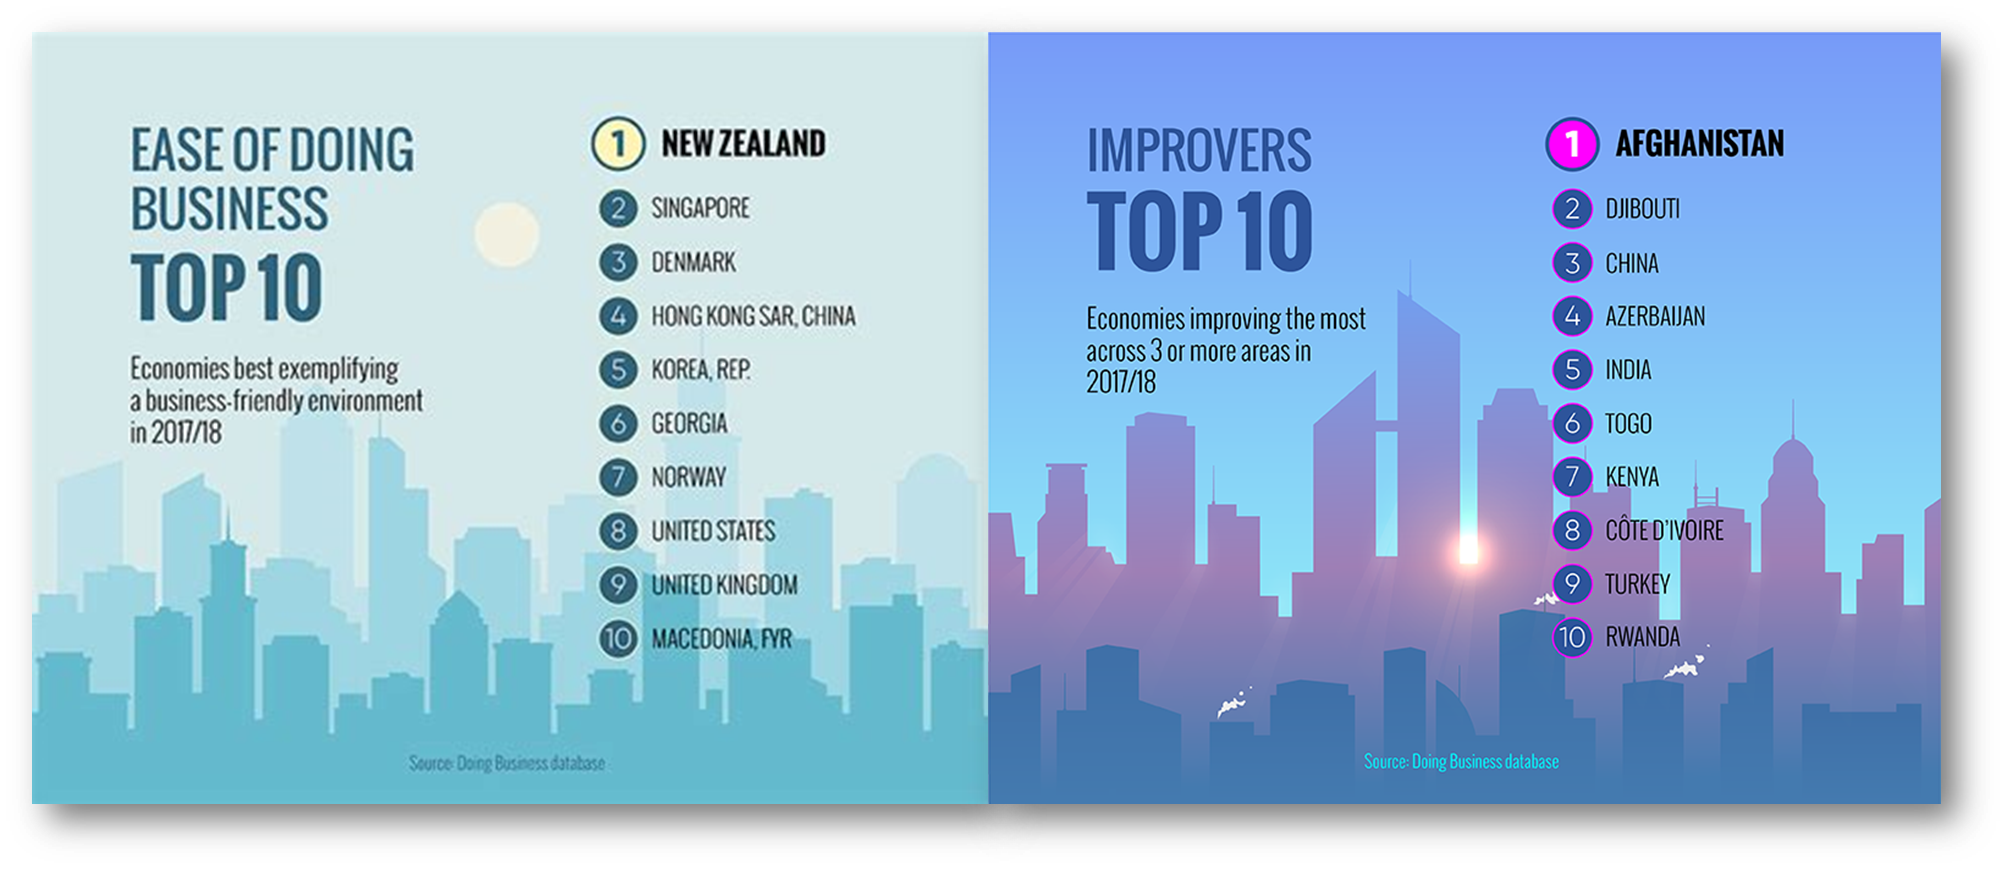 EASE OF DOING
BUSINESS
TOP 10
Economies best exemplifying
a business-friendly environment
in 2017/18
1 NEW ZEALAND
2 SINGAPORE
3 DENMARK
4 HONG KONG SAR, CHINA
5 KOREA, REP.
6 GEORGIA
7 NORWAY
8 UNITED STATES
9 UNITED KINGDOM
10 MACEDONIA, FYR
Source: Doing Business database
IMPROVERS
TOP 10
Economies improving the most
across 3 or more areas in
2017/18
1 AFGHANISTAN
2 DJIBOUTI
3 CHINA
4 AZERBAIJAN
5 INDIA
6 TOGO
7 KENYA
8 CÔTE D'IVOIRE
9 TURKEY
10 RWANDA
Source: Doing Business database